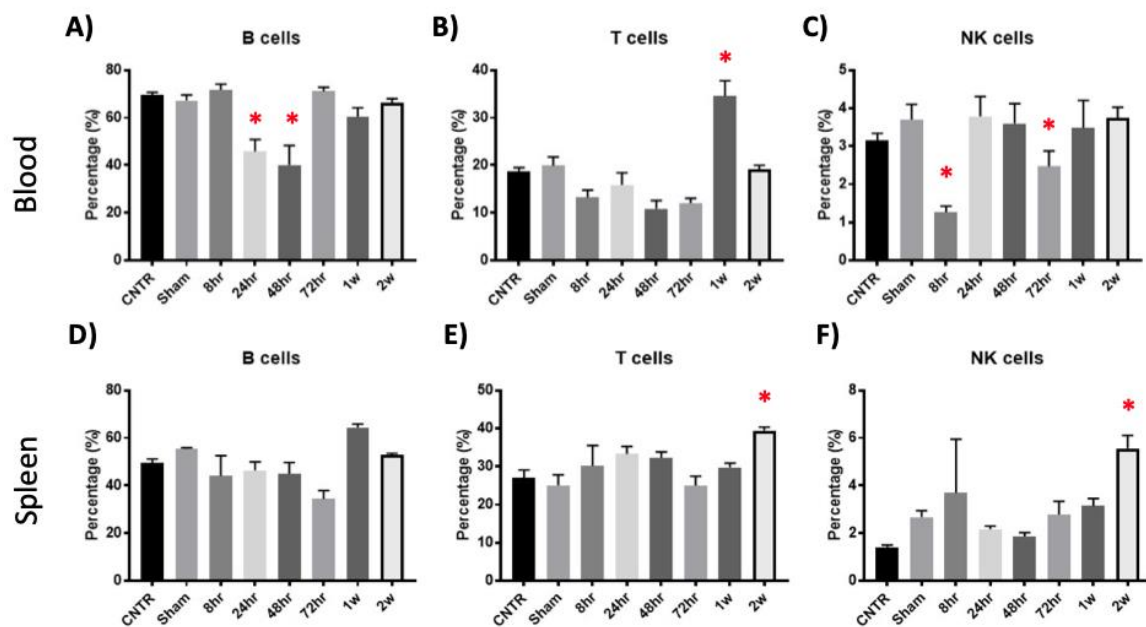 A)
B cells
Blood
Percentage (%)
80
60
40
20
0
*
*
CNTR
Sham
8hr
24hr
48hr
72hr
1w
2w
B)
T cells
Percentage (%)
40
30
20
10
0
*
CNTR
Sham
8hr
24hr
48hr
72hr
1w
2w
C)
NK cells
Percentage (%)
5
4
3
2
1
0
*
*
CNTR
Sham
8hr
24hr
48hr
72hr
1w
2w
D)
B cells
Spleen
Percentage (%)
80
60
40
20
0
CNTR
Sham
8hr
24hr
48hr
72hr
1w
2w
E)
T cells
Percentage (%)
50
40
30
20
10
0
*
CNTR
Sham
8hr
24hr
48hr
72hr
1w
2w
F)
NK cells
Percentage (%)
8
6
4
2
0
*
CNTR
Sham
8hr
24hr
48hr
72hr
1w
2w